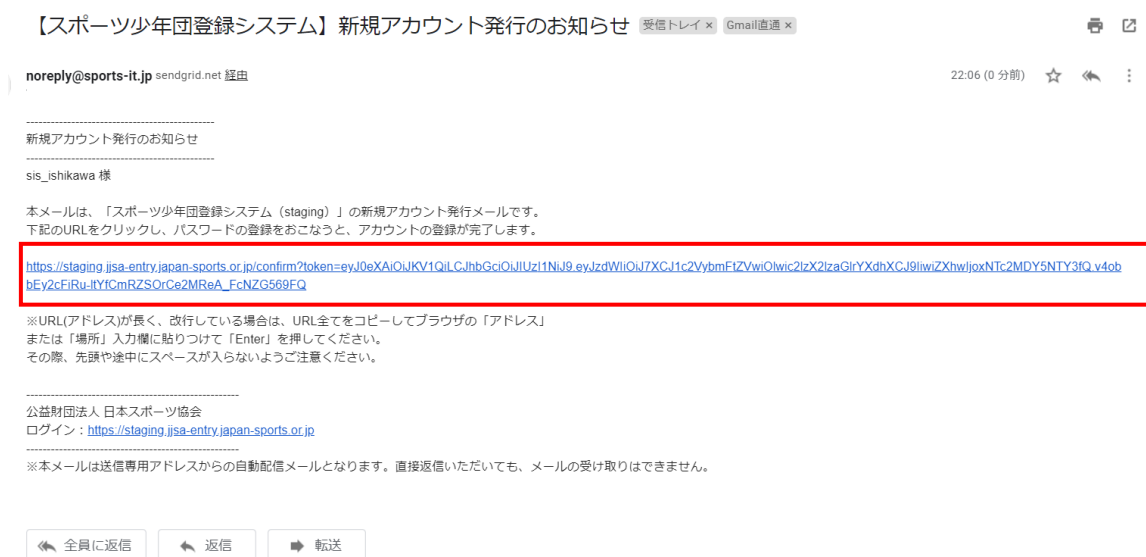 【スポーツ少年団登録システム】新規アカウント発行のお知らせ 受信トレイ × Gmail直通 ×
noreply@sports-it.jp sendgrid.net 経由 22:06 (0 分前)
----------------------------------------------
新規アカウント発行のお知らせ
----------------------------------------------
sis_ishikawa 様
本メールは、「スポーツ少年団登録システム（staging）」の新規アカウント発行メールです。
下記のURLをクリックし、パスワードの登録をおこなうと、アカウントの登録が完了します。
https://staging.jjsa-entry.japan-sports.or.jp/confirm?token=eyJ0eXAiOiJKV1QiLCJhbGciOiJIUzI1NiJ9.eyJzdWIiOiJ7XCJ1c2VybmFtZVwiOlwic2lzX2lzaGlrYXdhXCJ9IiwiZXhwIjoxNTc2MDY5NTY3fQ.v4ob
bEy2cFiRu-ltYfCmRZSOrCe2MReA_FcNZG569FQ
※URL(アドレス)が長く、改行している場合は、URL全てをコピーしてブラウザの「アドレス」
または「場所」入力欄に貼りつけて「Enter」を押してください。
その際、先頭や途中にスペースが入らないようご注意ください。
----------------------------------------------------
公益財団法人 日本スポーツ協会
ログイン：https://staging.jjsa-entry.japan-sports.or.jp
----------------------------------------------------
※本メールは送信専用アドレスからの自動配信メールとなります。直接返信いただいても、メールの受け取りはできません。
全員に返信 返信 転送